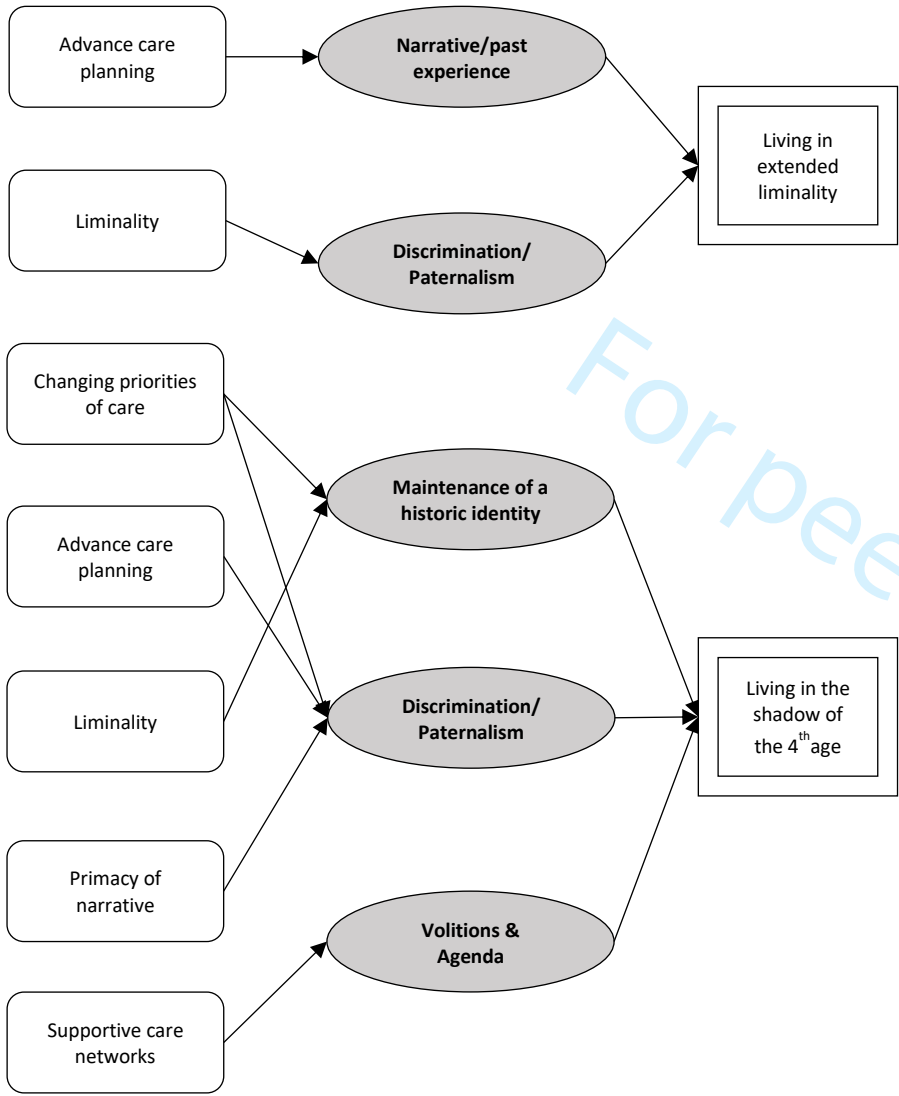 Advance care
planning
Narrative/past
experience
Living in
extended
liminality
Liminality
Discrimination/
Paternalism
Changing priorities
of care
Maintenance of a
historic identity
Advance care
planning
Liminality
Discrimination/
Paternalism
Living in the
shadow of
the 4th age
Primacy of
narrative
Volitions &
Agenda
Supportive care
networks
For pee